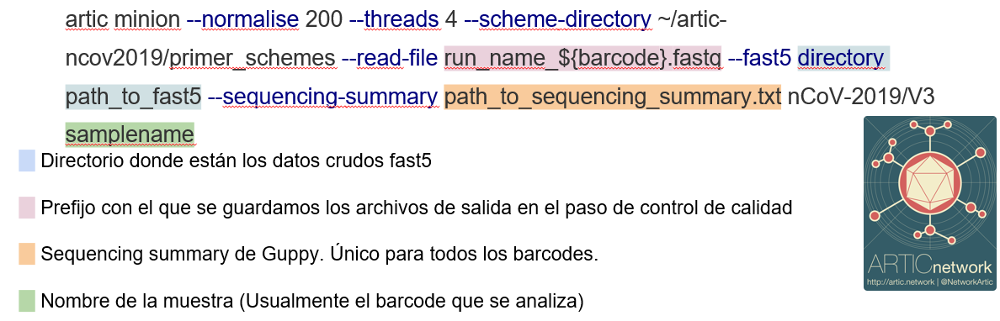 artic minion --normalise 200 --threads 4 --scheme-directory ~/artic-
ncov2019/primer_schemes --read-file run_name_${barcode}.fastq --fast5 directory
path_to_fast5 --sequencing-summary path_to_sequencing_summary.txt nCoV-2019/V3
samplename
Directorio donde están los datos crudos fast5
Prefijo con el que se guardamos los archivos de salida en el paso de control de calidad
Sequencing summary de Guppy. Único para todos los barcodes.
Nombre de la muestra (Usualmente el barcode que se analiza)
ARTICnetwork
http://artic.network | @NetworkArtic